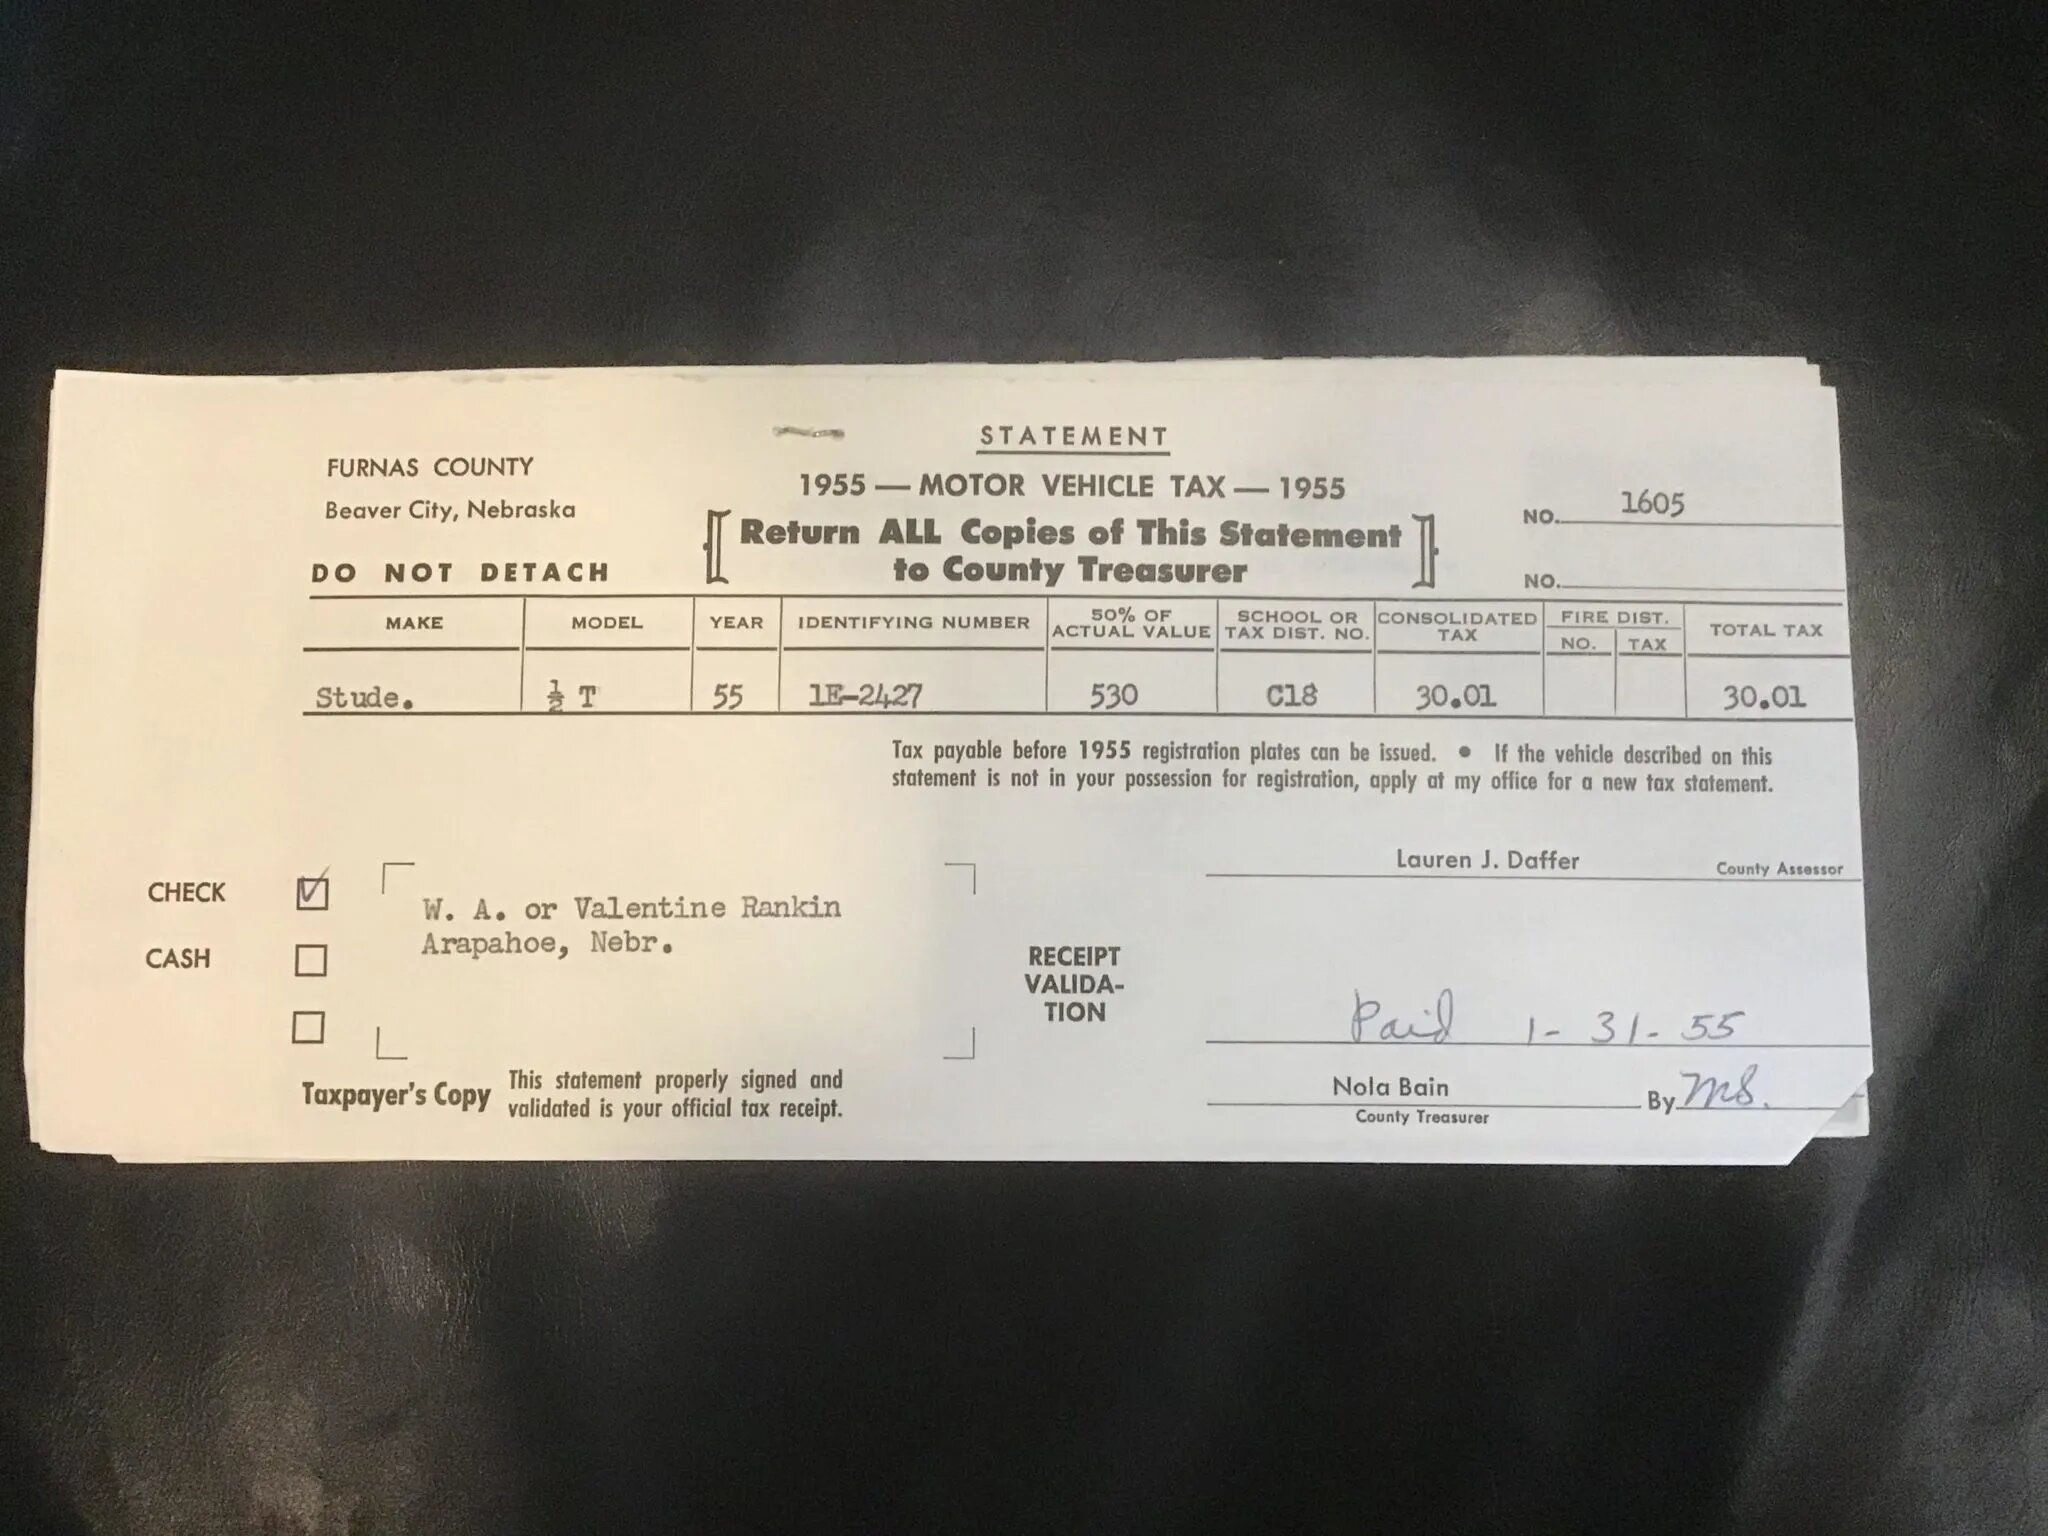 STATEMENT
FURNAS COUNTY
Beaver City, Nebraska
1955 — MOTOR VEHICLE TAX — 1955
Return ALL Copies of This Statement
to County Treasurer
NO. 1605
NO.
DO NOT DETACH
MAKE MODEL YEAR IDENTIFYING NUMBER 50% OF ACTUAL VALUE SCHOOL OR TAX DIST. NO. CONSOLIDATED TAX FIRE DIST. NO. TAX TOTAL TAX
Stude. ½ T 55 1E-2427 530 C18 30.01 30.01
Tax payable before 1955 registration plates can be issued. • If the vehicle described on this
statement is not in your possession for registration, apply at my office for a new tax statement.
Lauren J. Daffer County Assessor
CHECK
CASH
W. A. or Valentine Rankin
Arapahoe, Nebr.
RECEIPT
VALIDA-
TION
Paid 1-31-55
Nola Bain By MS.
County Treasurer
Taxpayer's Copy
This statement properly signed and
validated is your official tax receipt.